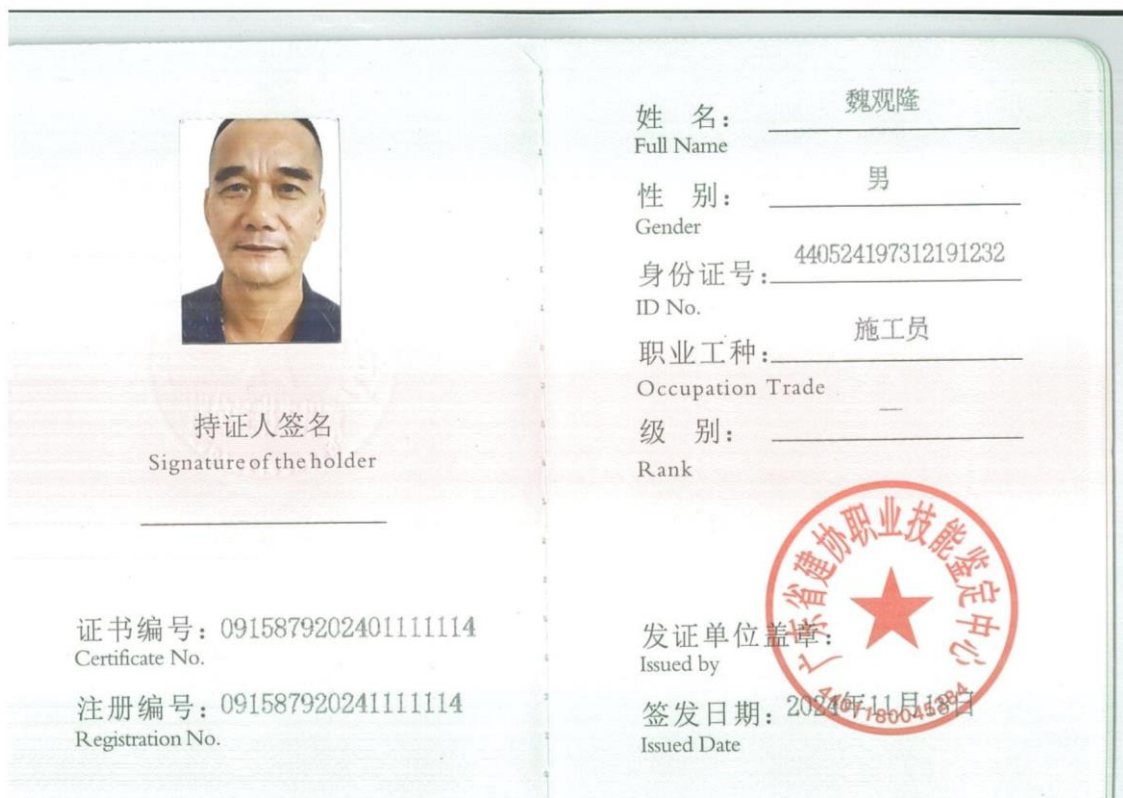 持证人签名
Signature of the holder
证书编号：0915879202401111114
Certificate No.
注册编号：091587920241111114
Registration No.
姓 名：魏观隆
Full Name
性 别：男
Gender
身份证号：440524197312191232
ID No.
职业工种：施工员
Occupation Trade
级 别：一
Rank
广东省建协职业技能鉴定中心
发证单位盖章：
Issued by
签发日期：2024年11月18日
Issued Date